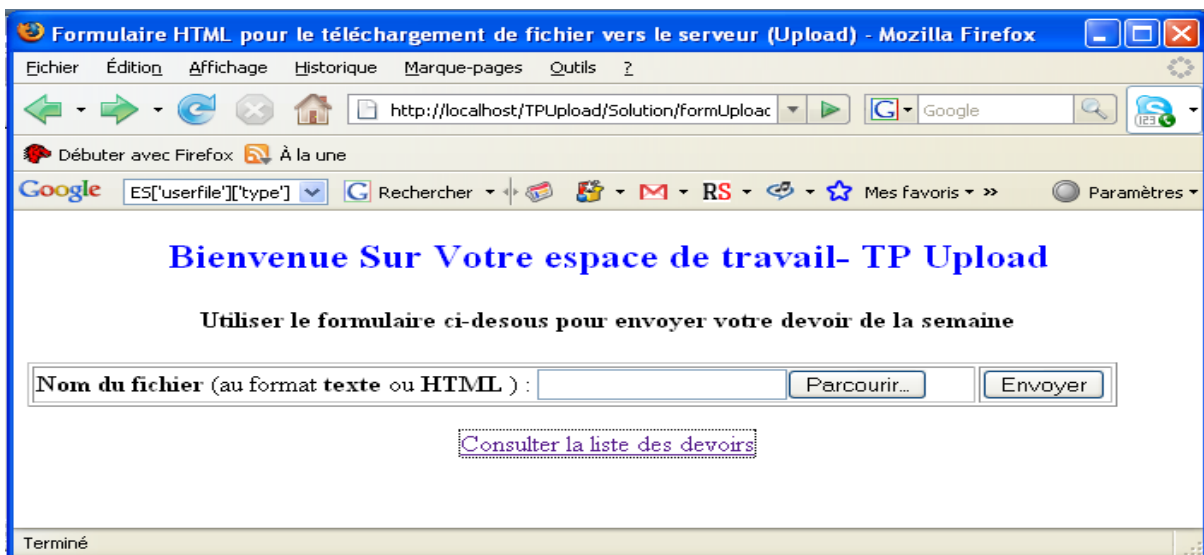 Formulaire HTML pour le téléchargement de fichier vers le serveur (Upload) - Mozilla Firefox
Fichier Édition Affichage Historique Marque-pages Outils ?
http://localhost/TPUpload/Solution/formUploac G Google
Débuter avec Firefox À la une
Google ES['userfile']['type'] G Rechercher RS Mes favoris » Paramètres
Bienvenue Sur Votre espace de travail- TP Upload
Utiliser le formulaire ci-desous pour envoyer votre devoir de la semaine
Nom du fichier (au format texte ou HTML ) : Parcourir... Envoyer
Consulter la liste des devoirs
Terminé